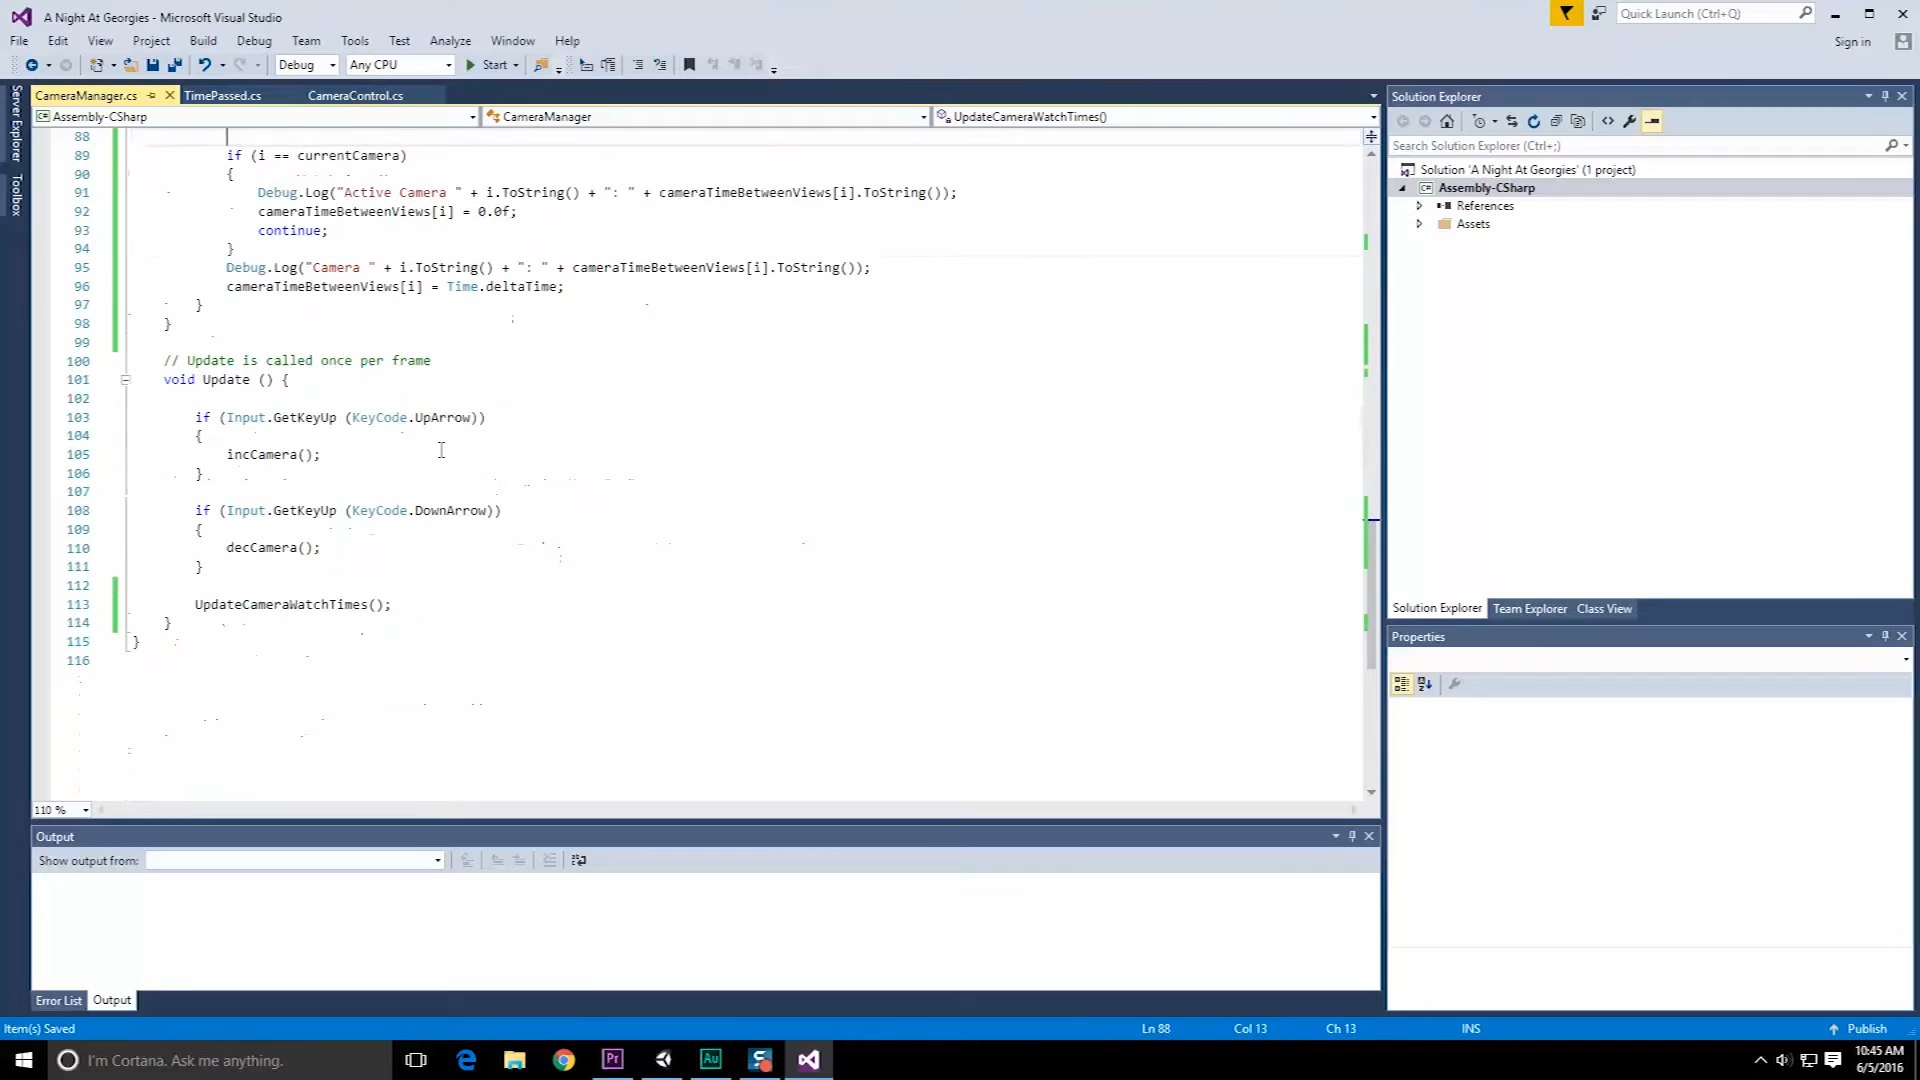 A Night At Georgies - Microsoft Visual Studio
Quick Launch (Ctrl+Q)
File Edit View Project Build Debug Team Tools Test Analyze Window Help
Sign in
Debug Any CPU Start
Server Explorer
Toolbox
CameraManager.cs TimePassed.cs CameraControl.cs
Assembly-CSharp CameraManager UpdateCameraWatchTimes()
88
89 if (i == currentCamera)
90 {
91 Debug.Log("Active Camera " + i.ToString() + ": " + cameraTimeBetweenViews[i].ToString());
92 cameraTimeBetweenViews[i] = 0.0f;
93 continue;
94 }
95 Debug.Log("Camera " + i.ToString() + ": " + cameraTimeBetweenViews[i].ToString());
96 cameraTimeBetweenViews[i] = Time.deltaTime;
97 }
98 }
99
100 // Update is called once per frame
101 void Update () {
102
103 if (Input.GetKeyUp (KeyCode.UpArrow))
104 {
105 incCamera();
106 }
107
108 if (Input.GetKeyUp (KeyCode.DownArrow))
109 {
110 decCamera();
111 }
112
113 UpdateCameraWatchTimes();
114 }
115 }
116
110 %
Solution Explorer
Search Solution Explorer (Ctrl+;)
Solution 'A Night At Georgies' (1 project)
C# Assembly-CSharp
References
Assets
Solution Explorer Team Explorer Class View
Properties
Output
Show output from:
Error List Output
Item(s) Saved Ln 88 Col 13 Ch 13 INS Publish
I'm Cortana. Ask me anything.
Pr
Au
10:45 AM
6/5/2016